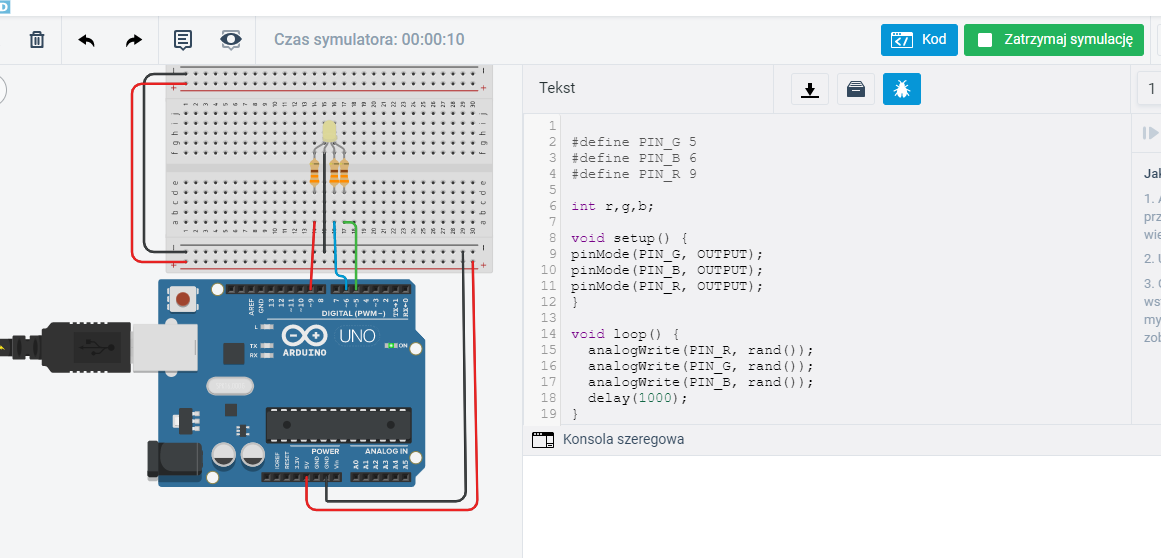 Czas symulatora: 00:00:10
Kod
Zatrzymaj symulację
Tekst
1
1
2 #define PIN_G 5
3 #define PIN_B 6
4 #define PIN_R 9
5
6 int r,g,b;
7
8 void setup() {
9 pinMode(PIN_G, OUTPUT);
10 pinMode(PIN_B, OUTPUT);
11 pinMode(PIN_R, OUTPUT);
12 }
13
14 void loop() {
15 analogWrite(PIN_R, rand());
16 analogWrite(PIN_G, rand());
17 analogWrite(PIN_B, rand());
18 delay(1000);
19 }
Konsola szeregowa
Jak
1. A
prz
wie
2. U
3. C
wst
my
zob
AREF
GND
13
12
~11
~10
~9
8
7
~6
~5
4
~3
2
TX→1
RX←0
DIGITAL (PWM~)
L
TX
RX
UNO
ARDUINO
ON
POWER
ANALOG IN
IOREF
RESET
3.3V
5V
GND
GND
Vin
A0
A1
A2
A3
A4
A5